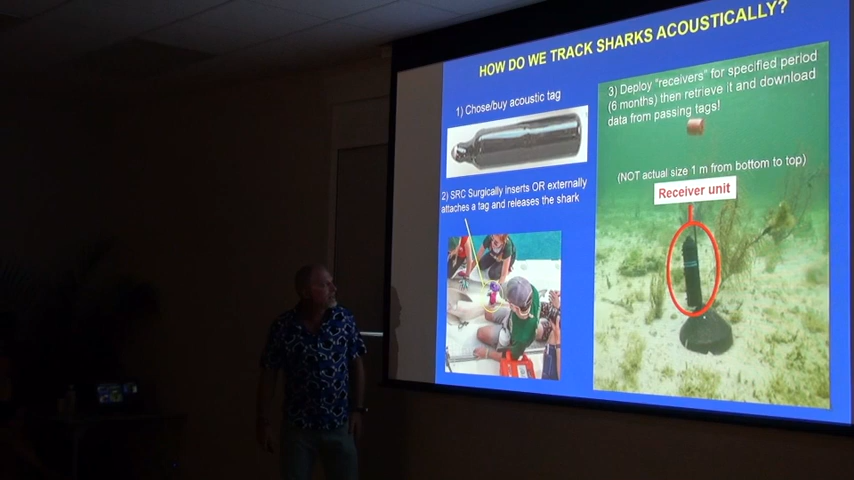 HOW DO WE TRACK SHARKS ACOUSTICALLY?
1) Chose/buy acoustic tag
2) SRC Surgically inserts OR externally
attaches a tag and releases the shark
3) Deploy "receivers" for specified period
(6 months) then retrieve it and download
data from passing tags!
(NOT actual size 1 m from bottom to top)
Receiver unit